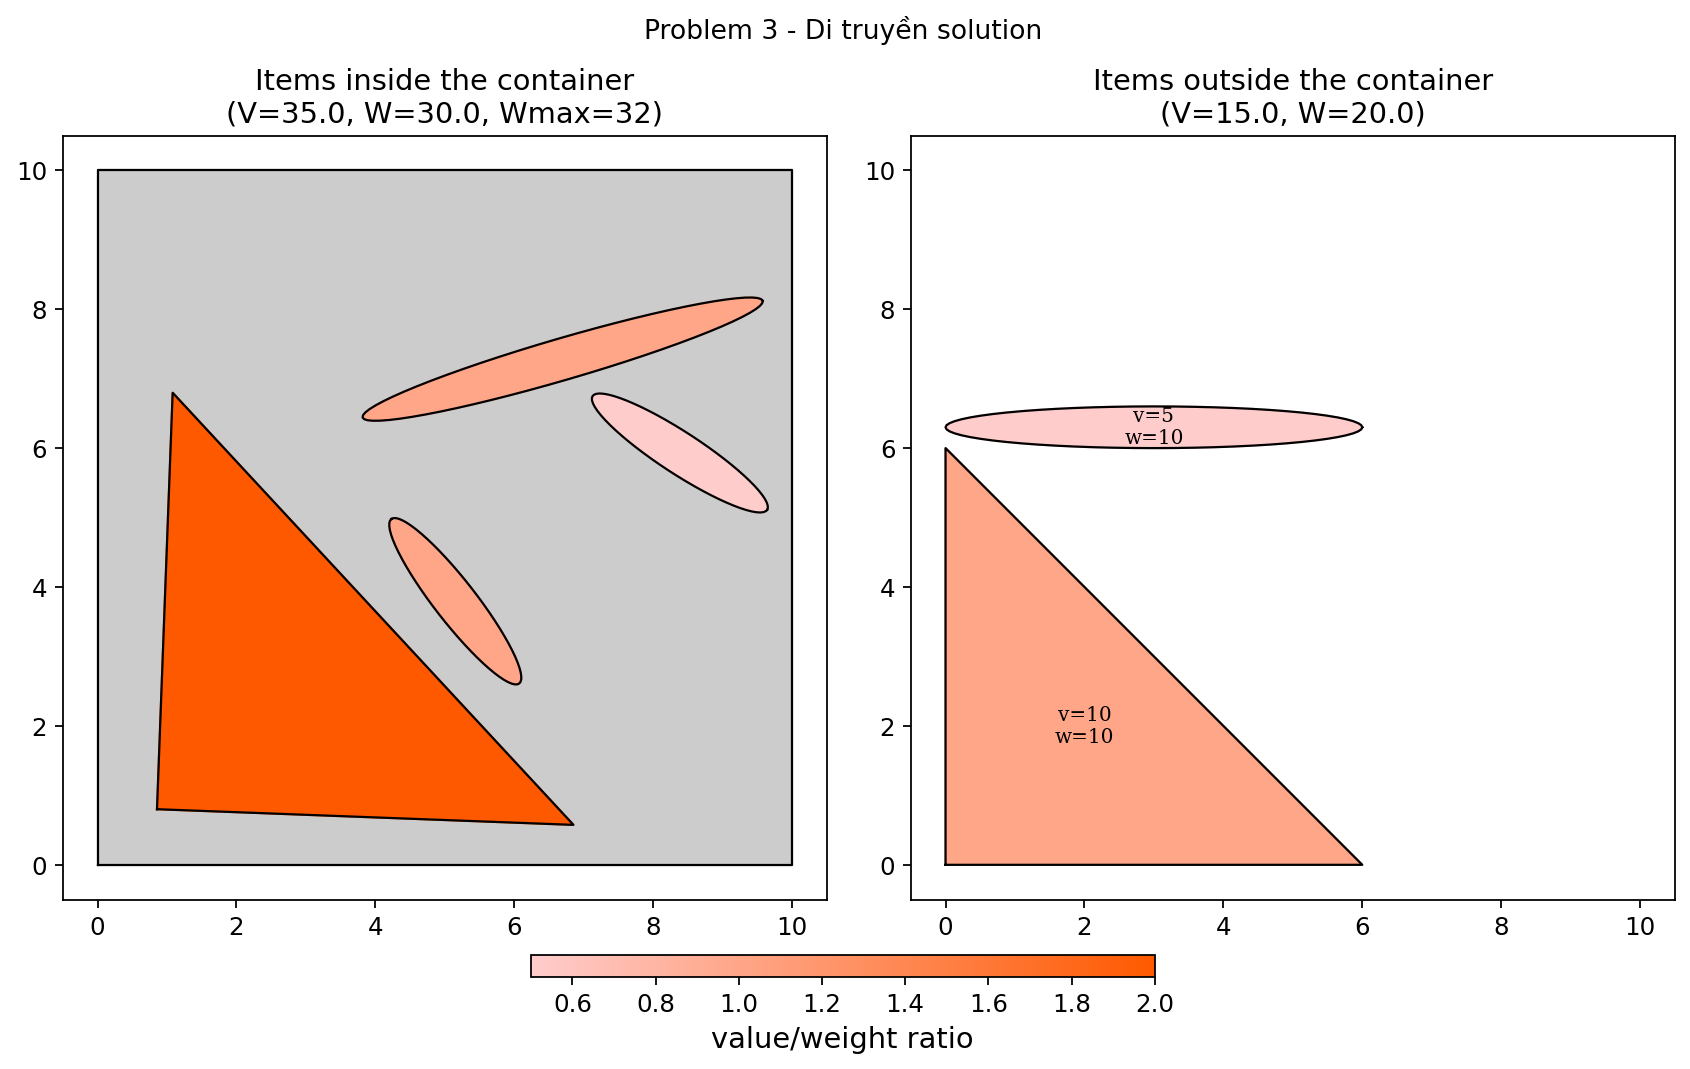 Problem 3 - Di truyền solution
Items inside the container
(V=35.0, W=30.0, Wmax=32)
10
8
6
4
2
0
0 2 4 6 8 10
Items outside the container
(V=15.0, W=20.0)
10
8
6
4
2
0
v=5
w=10
v=10
w=10
0 2 4 6 8 10
0.6 0.8 1.0 1.2 1.4 1.6 1.8 2.0
value/weight ratio